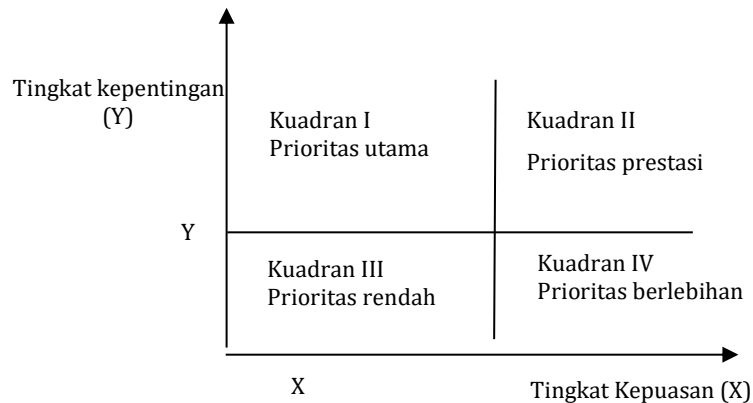 Tingkat kepentingan
(Y)
Kuadran I
Prioritas utama
Kuadran II
Prioritas prestasi
Y
Kuadran III
Prioritas rendah
Kuadran IV
Prioritas berlebihan
X
Tingkat Kepuasan (X)